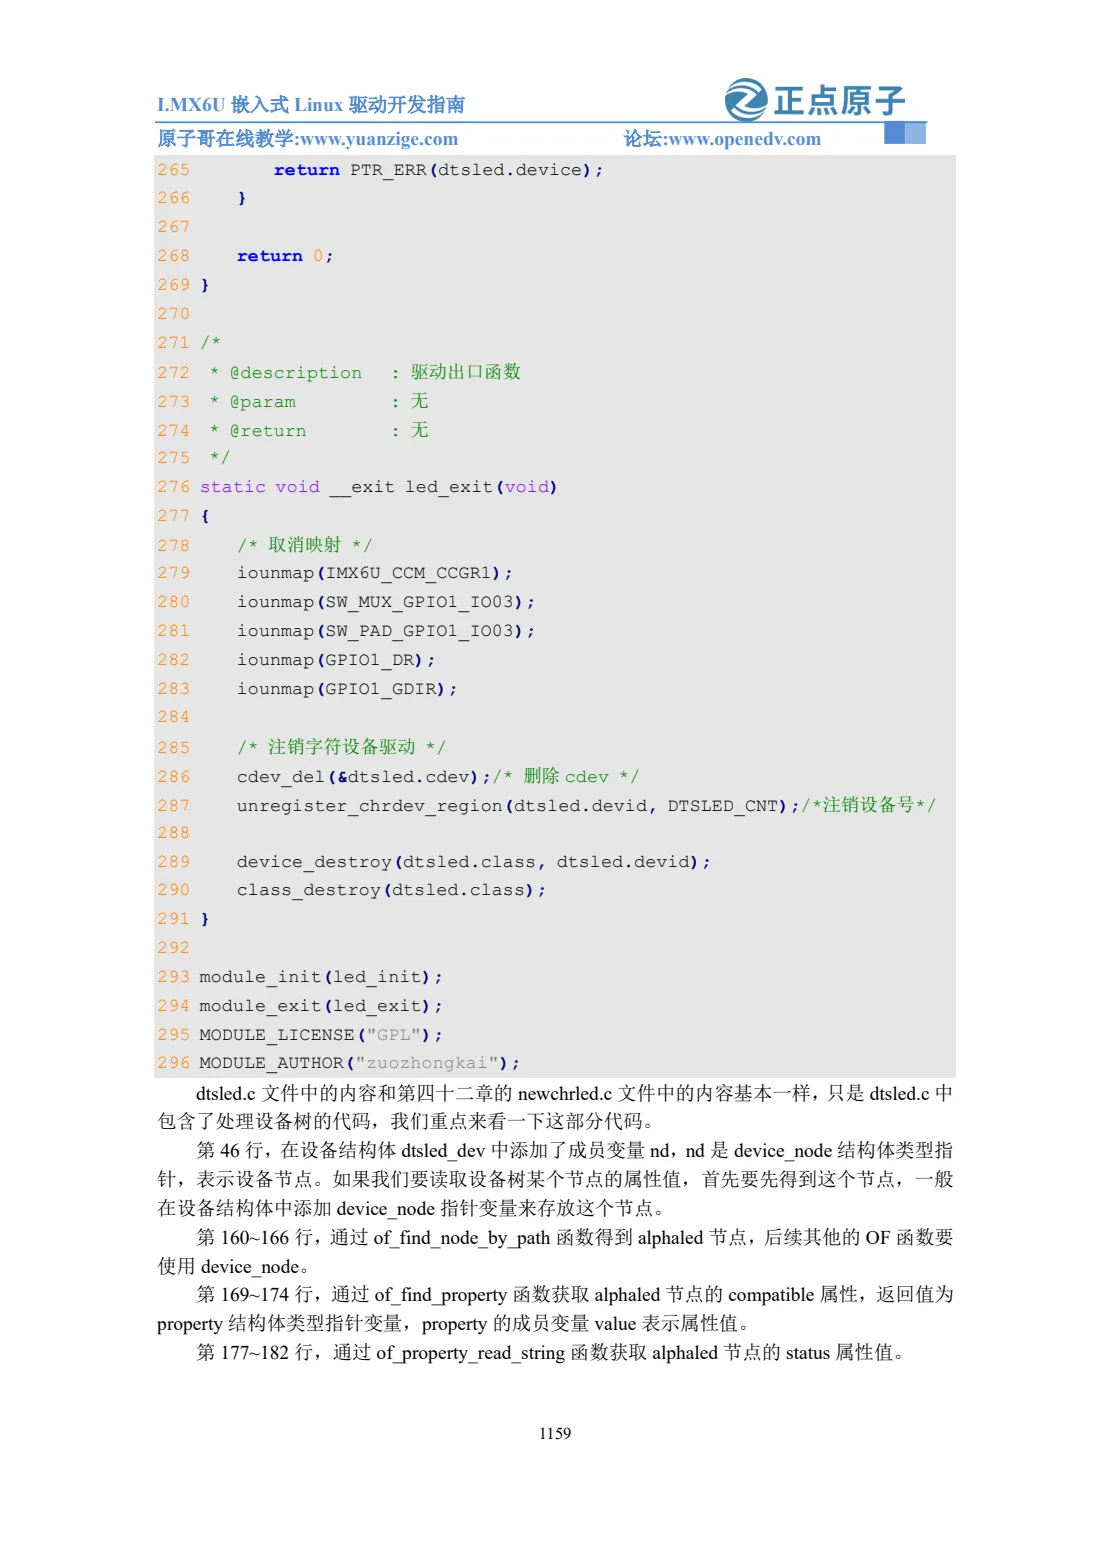 I.MX6U 嵌入式 Linux 驱动开发指南
正点原子
原子哥在线教学:www.yuanzige.com 论坛:www.openedv.com
265         return PTR_ERR(dtsled.device);
266     }
267
268     return 0;
269 }
270
271 /*
272  * @description   : 驱动出口函数
273  * @param         : 无
274  * @return        : 无
275  */
276 static void __exit led_exit(void)
277 {
278     /* 取消映射 */
279     iounmap(IMX6U_CCM_CCGR1);
280     iounmap(SW_MUX_GPIO1_IO03);
281     iounmap(SW_PAD_GPIO1_IO03);
282     iounmap(GPIO1_DR);
283     iounmap(GPIO1_GDIR);
284
285     /* 注销字符设备驱动 */
286     cdev_del(&dtsled.cdev);/* 删除 cdev */
287     unregister_chrdev_region(dtsled.devid, DTSLED_CNT);/*注销设备号*/
288
289     device_destroy(dtsled.class, dtsled.devid);
290     class_destroy(dtsled.class);
291 }
292
293 module_init(led_init);
294 module_exit(led_exit);
295 MODULE_LICENSE("GPL");
296 MODULE_AUTHOR("zuozhongkai");
dtsled.c 文件中的内容和第四十二章的 newchrled.c 文件中的内容基本一样，只是 dtsled.c 中
包含了处理设备树的代码，我们重点来看一下这部分代码。
第 46 行，在设备结构体 dtsled_dev 中添加了成员变量 nd，nd 是 device_node 结构体类型指
针，表示设备节点。如果我们要读取设备树某个节点的属性值，首先要先得到这个节点，一般
在设备结构体中添加 device_node 指针变量来存放这个节点。
第 160~166 行，通过 of_find_node_by_path 函数得到 alphaled 节点，后续其他的 OF 函数要
使用 device_node。
第 169~174 行，通过 of_find_property 函数获取 alphaled 节点的 compatible 属性，返回值为
property 结构体类型指针变量，property 的成员变量 value 表示属性值。
第 177~182 行，通过 of_property_read_string 函数获取 alphaled 节点的 status 属性值。
1159